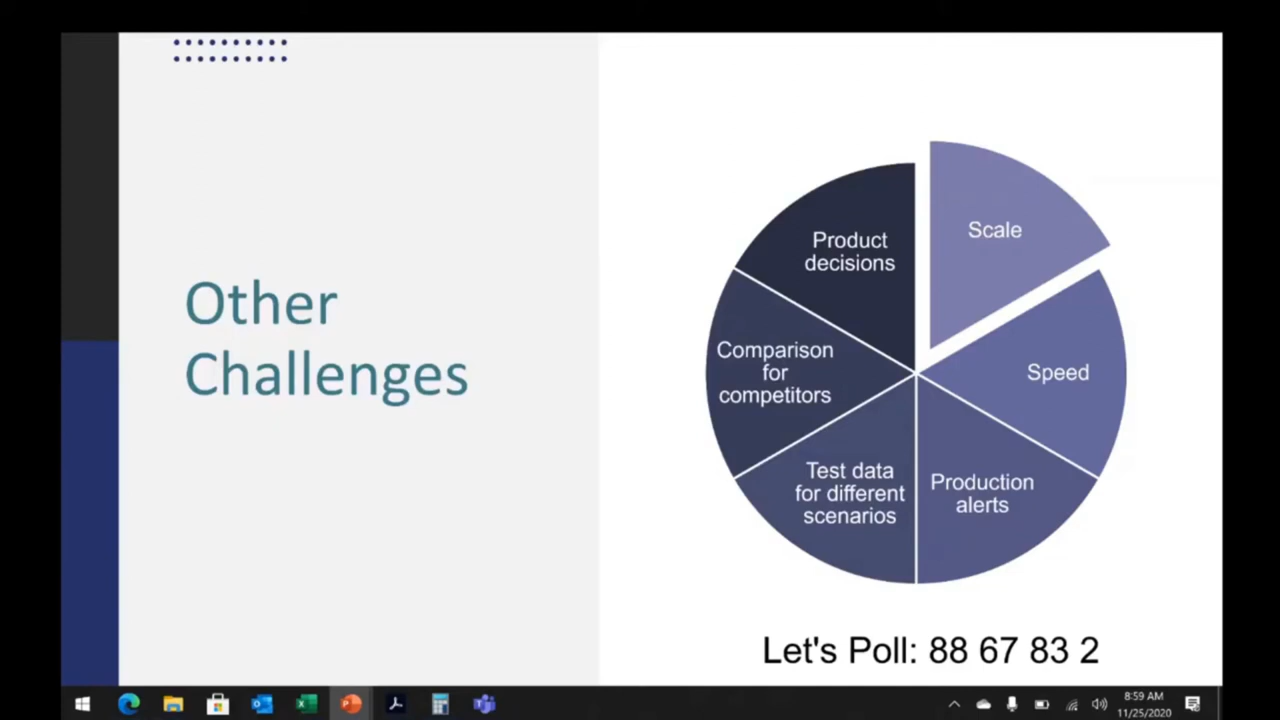 Other
Challenges
Product
decisions
Scale
Comparison
for
competitors
Speed
Test data
for different
scenarios
Production
alerts
Let's Poll: 88 67 83 2
8:59 AM
11/25/2020